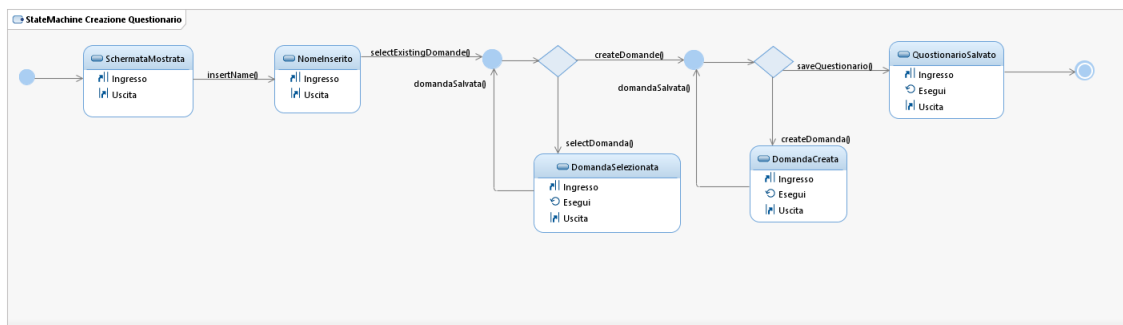 StateMachine Creazione Questionario
SchermataMostrata
Ingresso
Uscita
insertName()
NomeInserito
Ingresso
Uscita
selectExistingDomande()
domandaSalvata()
selectDomanda()
DomandaSelezionata
Ingresso
Esegui
Uscita
createDomande()
domandaSalvata()
createDomanda()
DomandaCreata
Ingresso
Esegui
Uscita
saveQuestionario()
QuostionarioSalvato
Ingresso
Esegui
Uscita